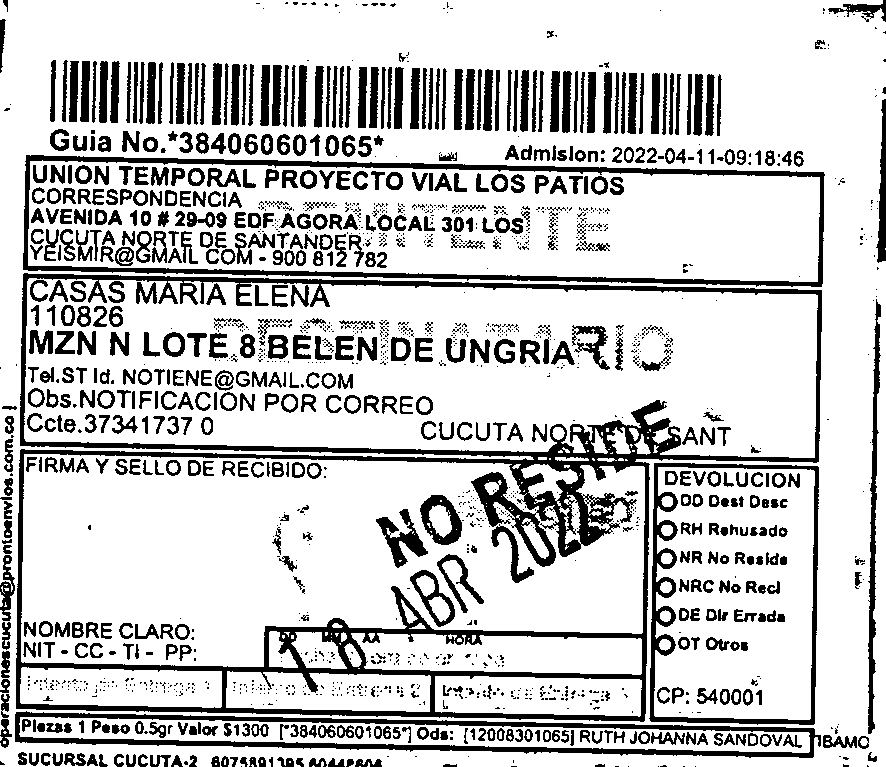 Guia No.*384060601065*
Admision: 2022-04-11-09:18:46
UNION TEMPORAL PROYECTO VIAL LOS PATIOS
CORRESPONDENCIA
AVENIDA 10 # 29-09 EDF AGORA LOCAL 301 LOS
REMITENTE
CUCUTA NORTE DE SANTANDER-
YEISMIR@GMAIL COM - 900 812 782
CASAS MARIA ELENA
110826
DESTINATARIO
MZN N LOTE 8 BELEN DE UNGRIA
Tel.ST Id. NOTIENE@GMAIL.COM
Obs.NOTIFICACION POR CORREO
Ccte.37341737 0
CUCUTA NORTE DE SANT
operacionescucuta@prontoenvios.com.co
FIRMA Y SELLO DE RECIBIDO:
NO RESIDE
18 ABR 2022
DEVOLUCION
DD Dest Desc
RH Rehusado
NR No Reside
NRC No Recl
DE Dir Errada
OT Otros
NOMBRE CLARO:
NIT - CC - TI - PP:
DD MM AA HORA
Intento de Entrega 1
Intento de Entrega 2
Intento de Entrega 3
CP: 540001
Piezas 1 Peso 0.5gr Valor $1300 ["384060601065"] Ods: [12008301065] RUTH JOHANNA SANDOVAL
SUCURSAL CUCUTA-2